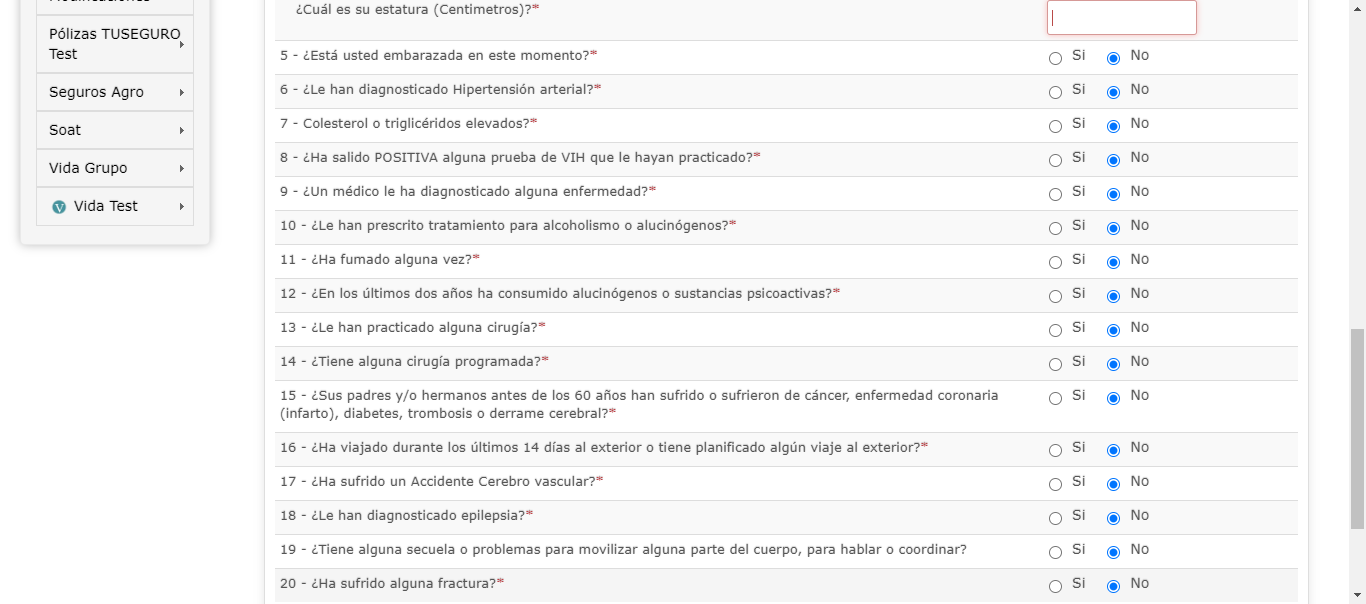 ¿Cuál es su estatura (Centimetros)?*
Pólizas TUSEGURO
Test
Seguros Agro
Soat
Vida Grupo
V Vida Test
5 - ¿Está usted embarazada en este momento?* Si No
6 - ¿Le han diagnosticado Hipertensión arterial?* Si No
7 - Colesterol o triglicéridos elevados?* Si No
8 - ¿Ha salido POSITIVA alguna prueba de VIH que le hayan practicado?* Si No
9 - ¿Un médico le ha diagnosticado alguna enfermedad?* Si No
10 - ¿Le han prescrito tratamiento para alcoholismo o alucinógenos?* Si No
11 - ¿Ha fumado alguna vez?* Si No
12 - ¿En los últimos dos años ha consumido alucinógenos o sustancias psicoactivas?* Si No
13 - ¿Le han practicado alguna cirugía?* Si No
14 - ¿Tiene alguna cirugía programada?* Si No
15 - ¿Sus padres y/o hermanos antes de los 60 años han sufrido o sufrieron de cáncer, enfermedad coronaria Si No
(infarto), diabetes, trombosis o derrame cerebral?*
16 - ¿Ha viajado durante los últimos 14 días al exterior o tiene planificado algún viaje al exterior?* Si No
17 - ¿Ha sufrido un Accidente Cerebro vascular?* Si No
18 - ¿Le han diagnosticado epilepsia?* Si No
19 - ¿Tiene alguna secuela o problemas para movilizar alguna parte del cuerpo, para hablar o coordinar? Si No
20 - ¿Ha sufrido alguna fractura?* Si No